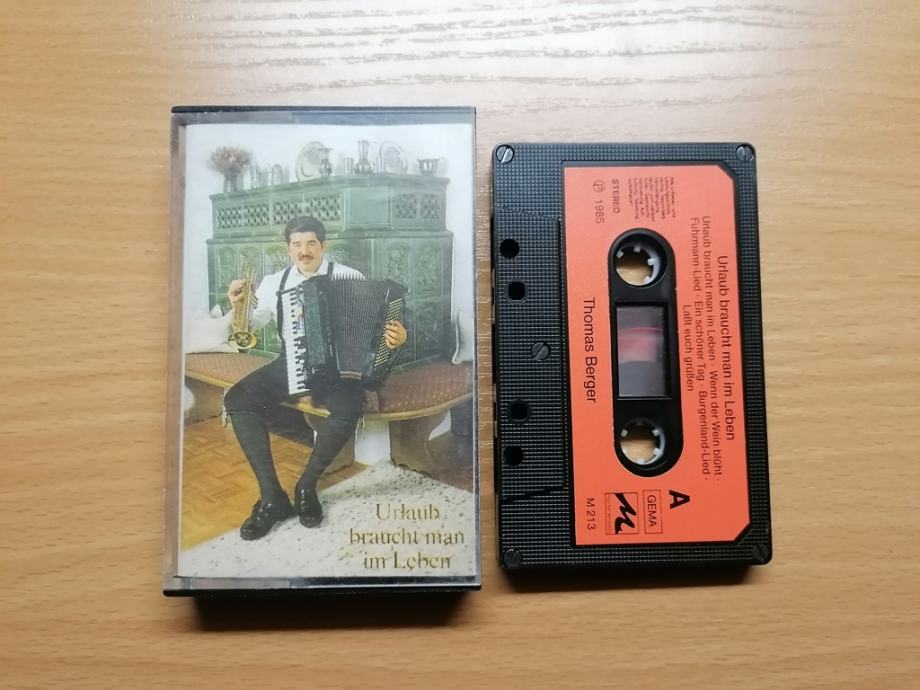 Urlaub
braucht man
im Leben
Urlaub braucht man im Leben
Urlaub braucht man im Leben · Wenn der Wein blüht ·
Fuhrmann-Lied · Ein schöner Tag · Burgenland-Lied ·
Laßt euch grüßen
Thomas Berger
STEREO
Ⓟ 1985
A
GEMA
M
M 213